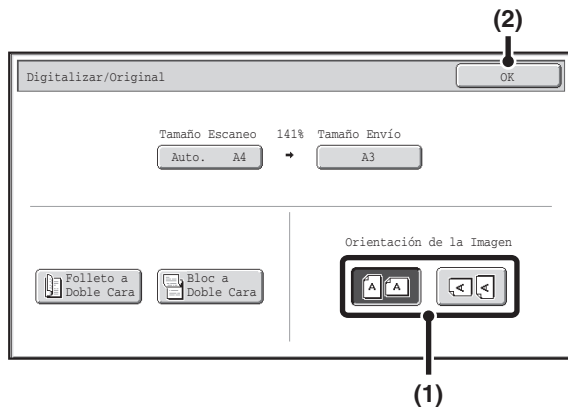 (2)
Digitalizar/Original OK
Tamaño Escaneo 141% Tamaño Envío
Auto. A4 → A3
Orientación de la Imagen
Folleto a
Doble Cara
Bloc a
Doble Cara
A A A A
(1)